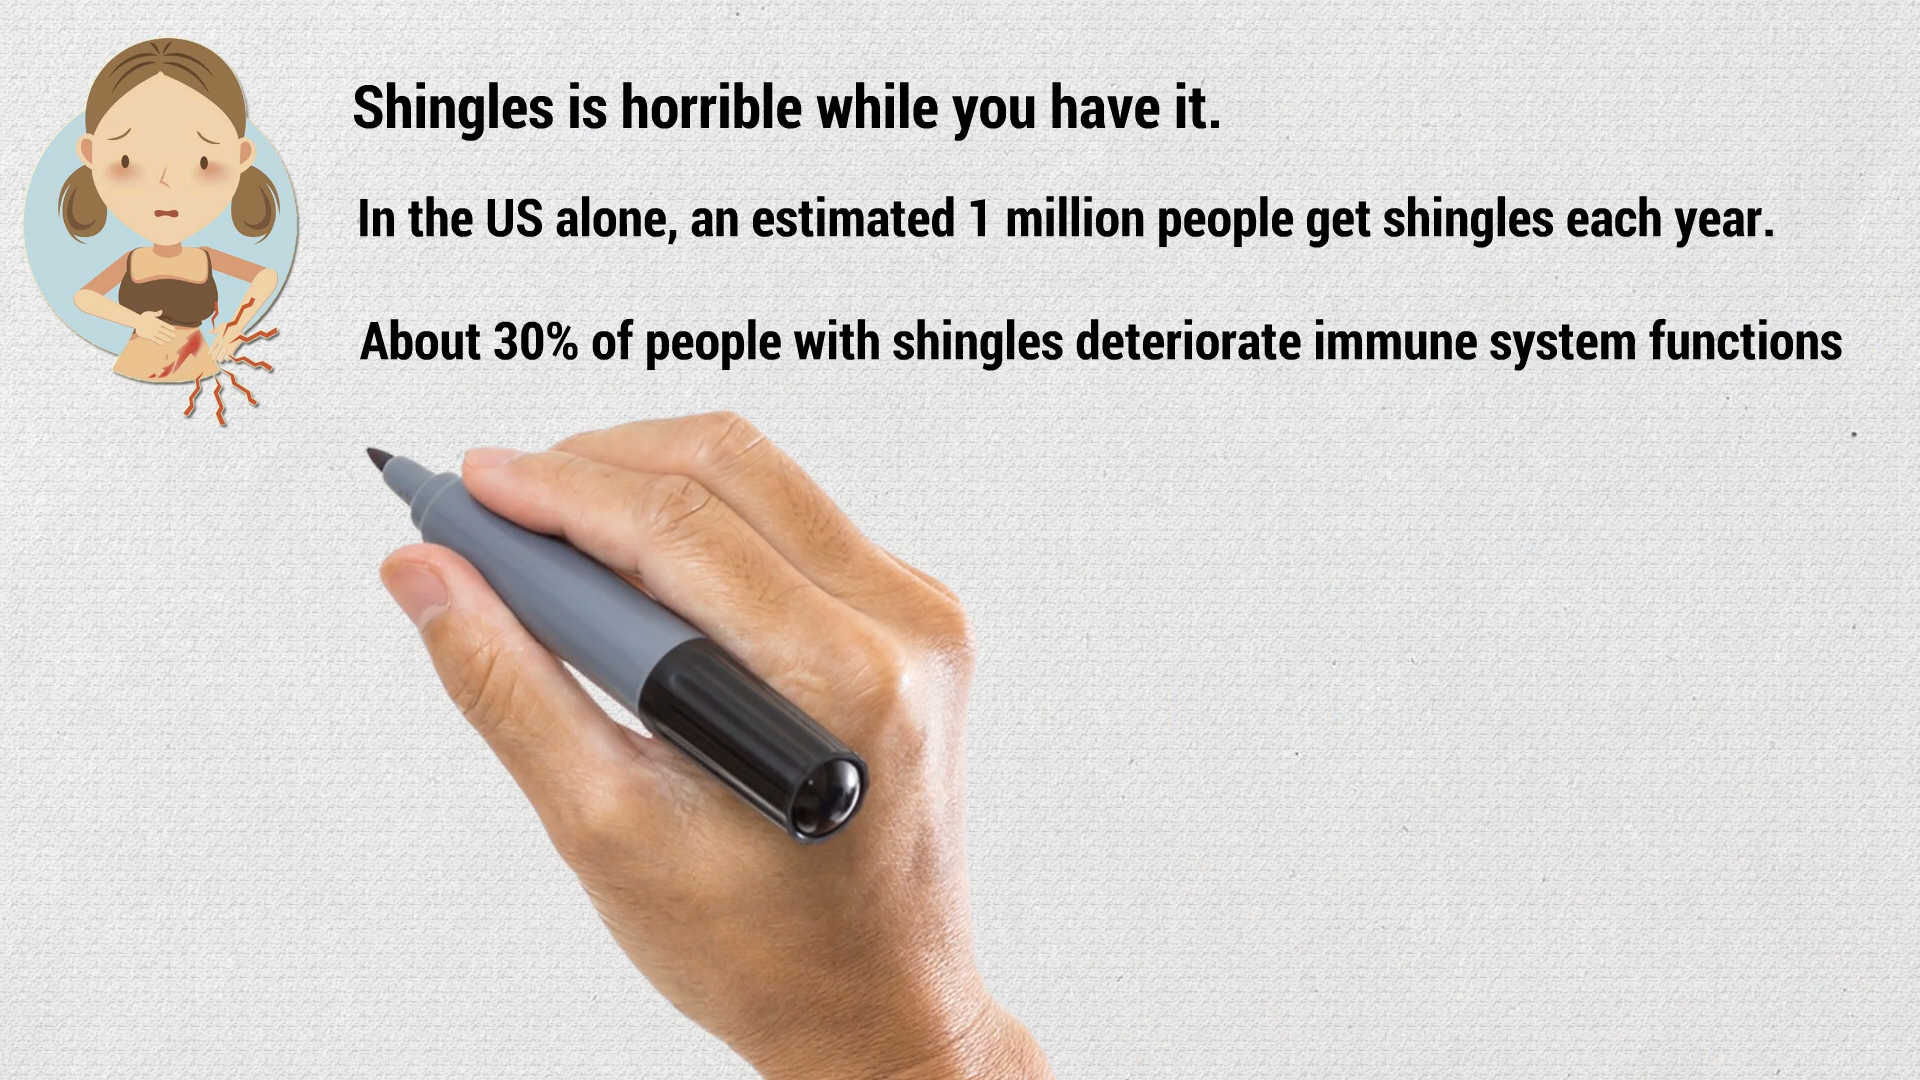 Shingles is horrible while you have it.
In the US alone, an estimated 1 million people get shingles each year.
About 30% of people with shingles deteriorate immune system functions